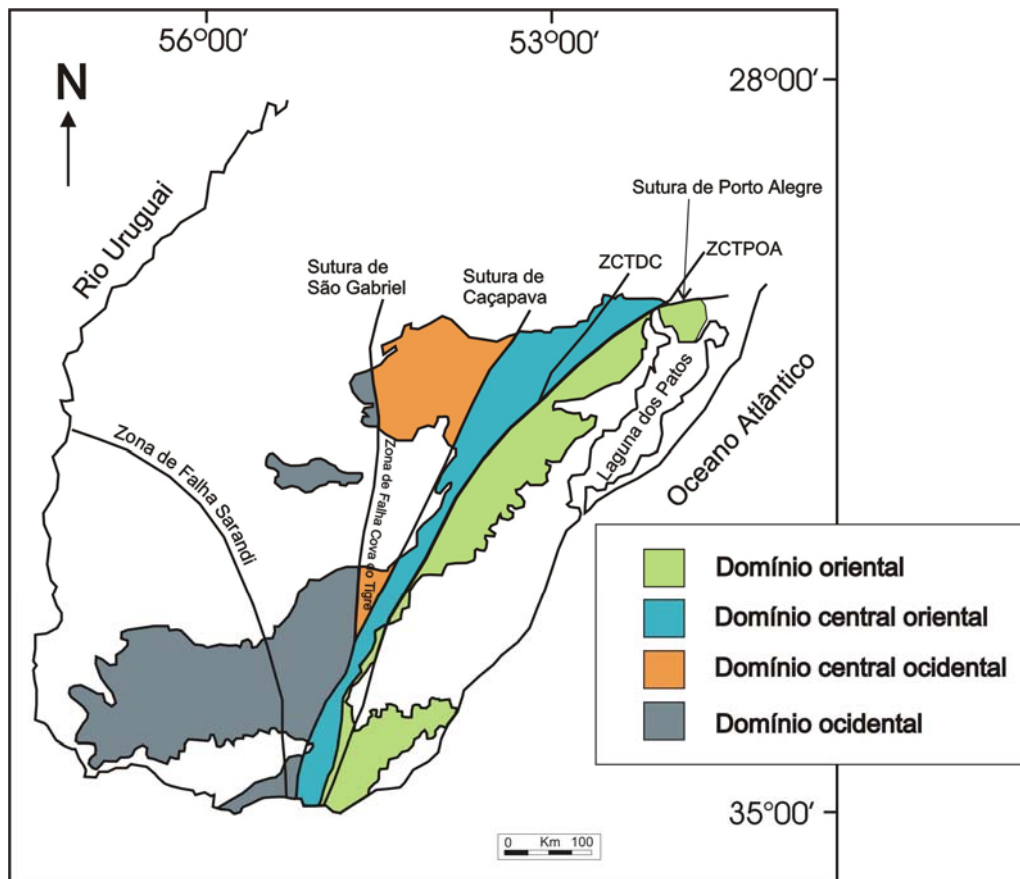 56°00'
53°00'
28°00'
N
Rio Uruguai
Sutura de Porto Alegre
Sutura de
São Gabriel
Sutura de
Caçapava
ZCTDC
ZCTPOA
Zona de Falha Sarandi
Zona de Falha Cova do Tigre
Laguna dos Patos
Oceano Atlântico
Domínio oriental
Domínio central oriental
Domínio central ocidental
Domínio ocidental
35°00'
0 Km 100